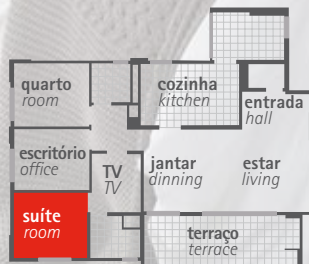 quarto
room
cozinha
kitchen
entrada
hall
escritório
office
TV
TV
jantar
dinning
estar
living
suíte
room
terraço
terrace